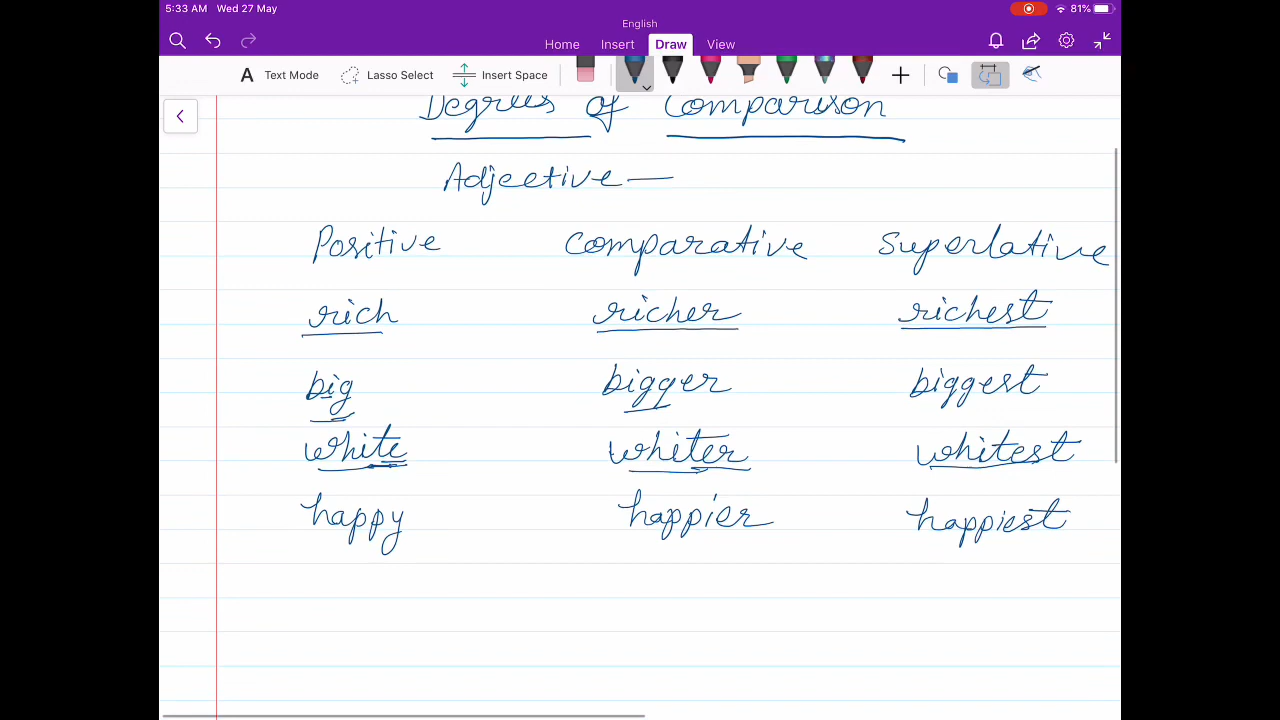 5:33 AM Wed 27 May 81%
English
Home Insert Draw View
A Text Mode Lasso Select Insert Space
Degrees of Comparison
Adjective —
Positive Comparative Superlative
rich richer richest
big bigger biggest
white whiter whitest
happy happier happiest